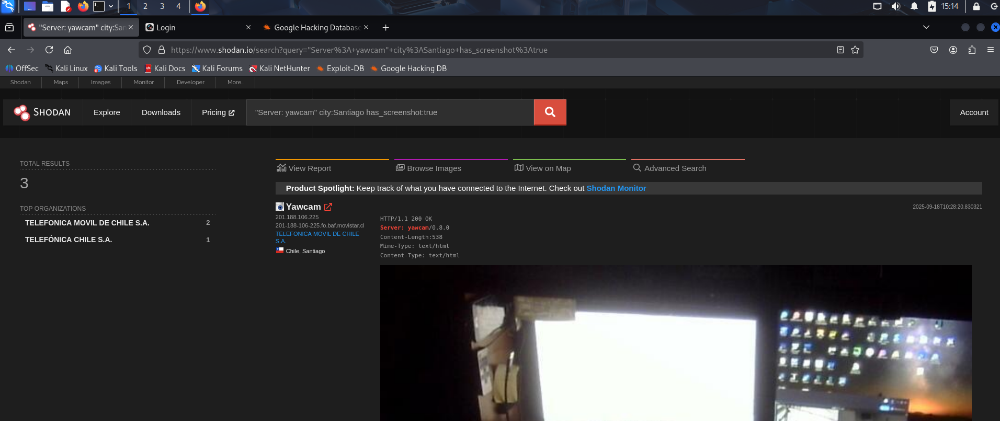 1 2 3 4 15:14
"Server: yawcam" city:San Login Google Hacking Database
https://www.shodan.io/search?query="Server%3A+yawcam"+city%3ASantiago+has_screenshot%3Atrue
OffSec Kali Linux Kali Tools Kali Docs Kali Forums Kali NetHunter Exploit-DB Google Hacking DB
Shodan Maps Images Monitor Developer More...
SHODAN Explore Downloads Pricing "Server: yawcam" city:Santiago has_screenshot:true Account
TOTAL RESULTS
3
TOP ORGANIZATIONS
TELEFONICA MOVIL DE CHILE S.A. 2
TELEFÓNICA CHILE S.A. 1
View Report Browse Images View on Map Advanced Search
Product Spotlight: Keep track of what you have connected to the Internet. Check out Shodan Monitor
Yawcam 2025-09-18T10:28:20.830321
201.188.106.225
201-188-106-225.fo.baf.movistar.cl
TELEFONICA MOVIL DE CHILE
S.A.
Chile, Santiago
HTTP/1.1 200 OK
Server: yawcam/0.8.0
Content-Length:538
Mime-Type: text/html
Content-Type: text/html